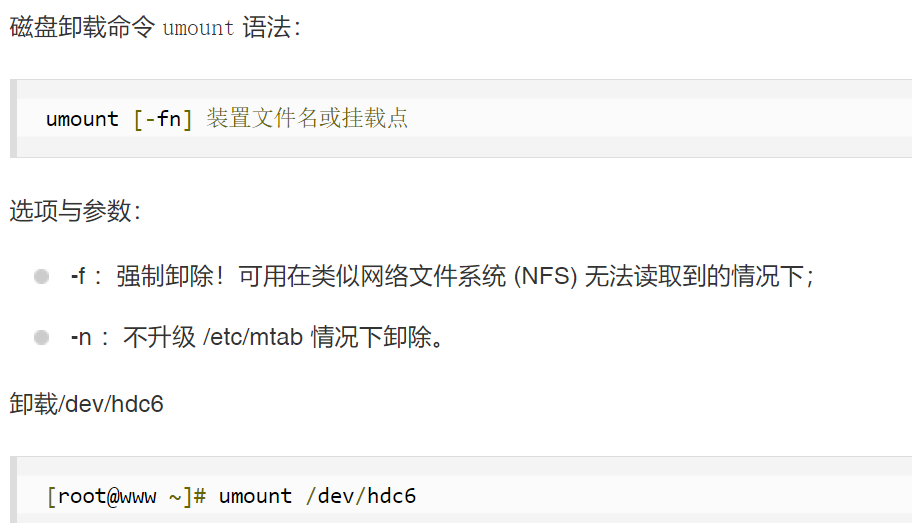 磁盘卸载命令 umount 语法：
umount [-fn] 装置文件名或挂载点
选项与参数：
-f ：强制卸除！可用在类似网络文件系统 (NFS) 无法读取到的情况下；
-n ：不升级 /etc/mtab 情况下卸除。
卸载/dev/hdc6
[root@www ~]# umount /dev/hdc6